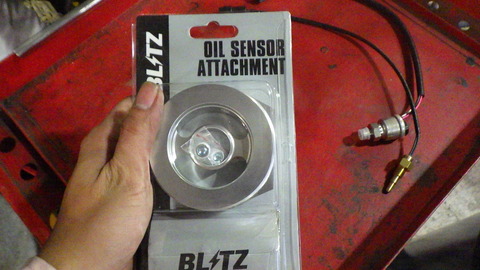 BLITZ
OIL SENSOR
ATTACHMENT
BLITZ